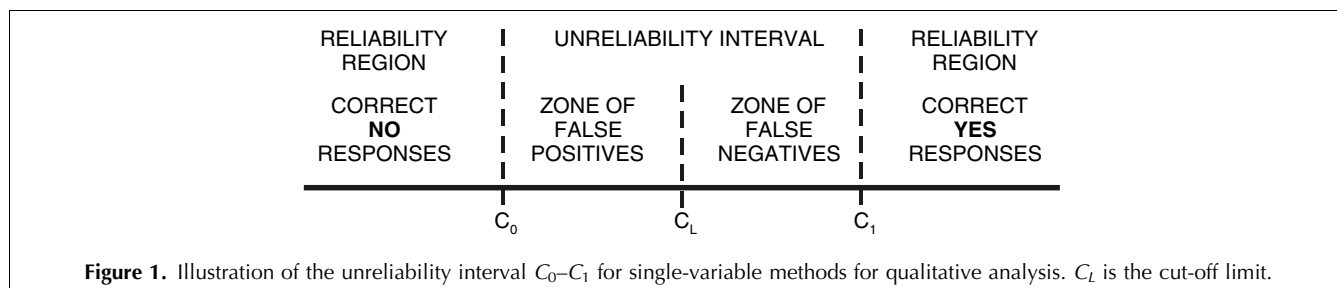 RELIABILITY REGION
UNRELIABILITY INTERVAL
RELIABILITY REGION
CORRECT
NO
RESPONSES
ZONE OF
FALSE
POSITIVES
ZONE OF
FALSE
NEGATIVES
CORRECT
YES
RESPONSES
C0
CL
C1
Figure 1. Illustration of the unreliability interval C0–C1 for single-variable methods for qualitative analysis. CL is the cut-off limit.